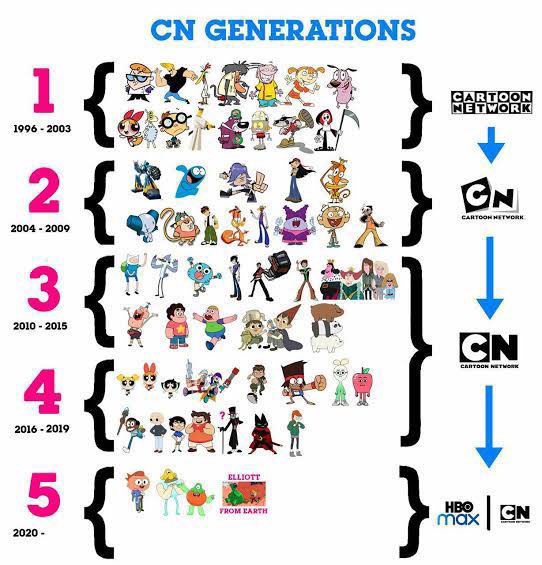 CN GENERATIONS
1
1996 - 2003
CARTOON
NETWORK
2
2004 - 2009
CN
CARTOON NETWORK
3
2010 - 2015
CN
CARTOON NETWORK
4
2016 - 2019
?
5
2020 -
ELLIOTT
FROM EARTH
HBO
max
CN
CARTOON NETWORK